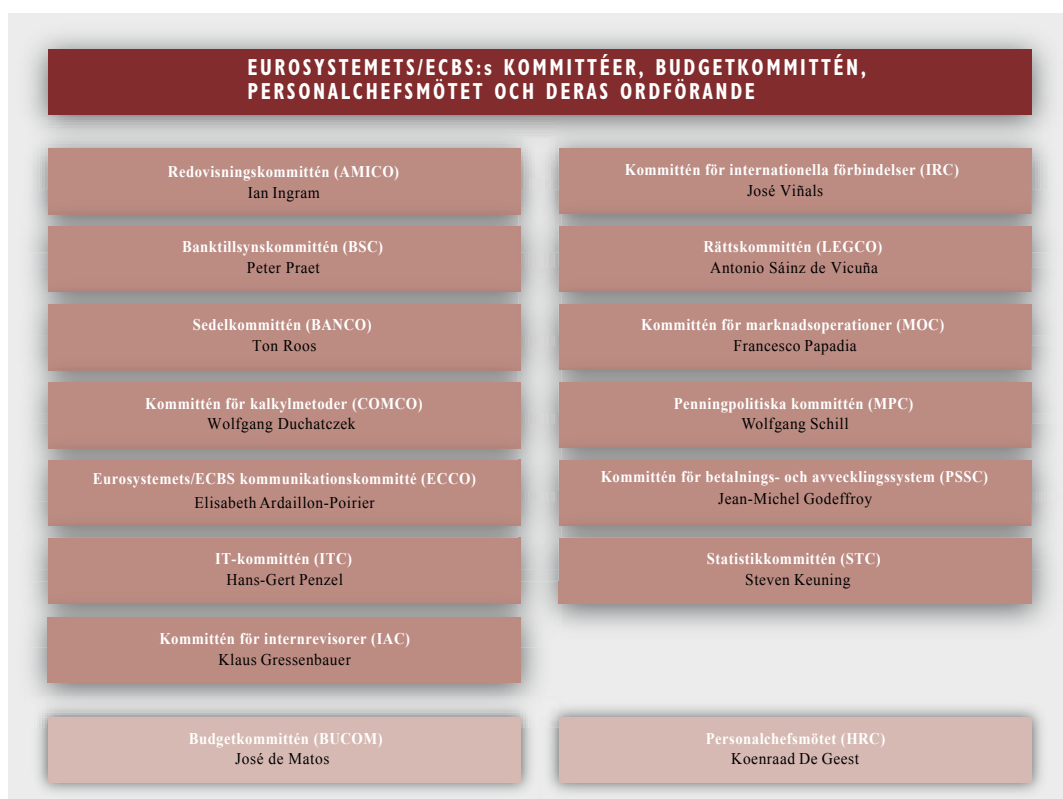 EUROSYSTEMETS/ECBS:s KOMMITTÉER, BUDGETKOMMITTÉN,
PERSONALCHEFSMÖTET OCH DERAS ORDFÖRANDE
Redovisningskommittén (AMICO)
Ian Ingram
Banktillsynskommittén (BSC)
Peter Praet
Sedelkommittén (BANCO)
Ton Roos
Kommittén för kalkylmetoder (COMCO)
Wolfgang Duchatczek
Eurosystemets/ECBS kommunikationskommitté (ECCO)
Elisabeth Ardaillon-Poirier
IT-kommittén (ITC)
Hans-Gert Penzel
Kommittén för internrevisorer (IAC)
Klaus Gressenbauer
Kommittén för internationella förbindelser (IRC)
José Viñals
Rättskommittén (LEGCO)
Antonio Sáinz de Vicuña
Kommittén för marknadsoperationer (MOC)
Francesco Papadia
Penningpolitiska kommittén (MPC)
Wolfgang Schill
Kommittén för betalnings- och avvecklingssystem (PSSC)
Jean-Michel Godeffroy
Statistikkommittén (STC)
Steven Keuning
Budgetkommittén (BUCOM)
José de Matos
Personalchefsmötet (HRC)
Koenraad De Geest